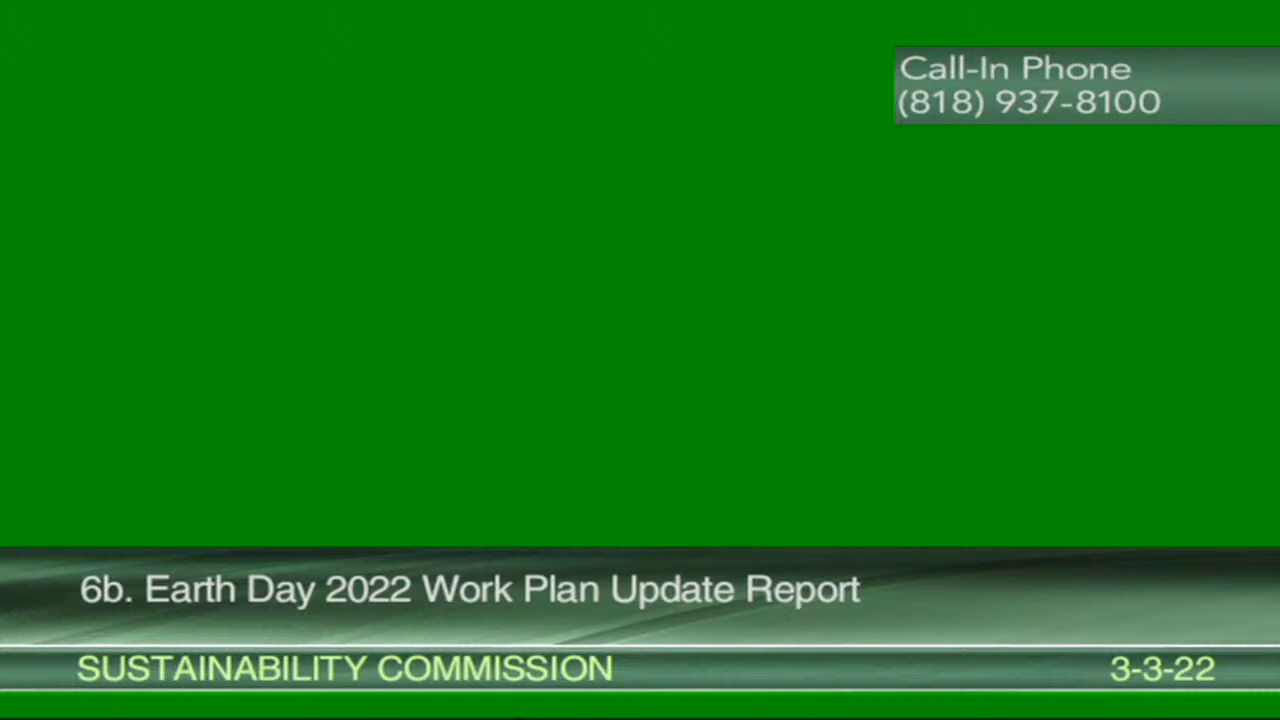 Call-In Phone
(818) 937-8100
6b. Earth Day 2022 Work Plan Update Report
SUSTAINABILITY COMMISSION 3-3-22